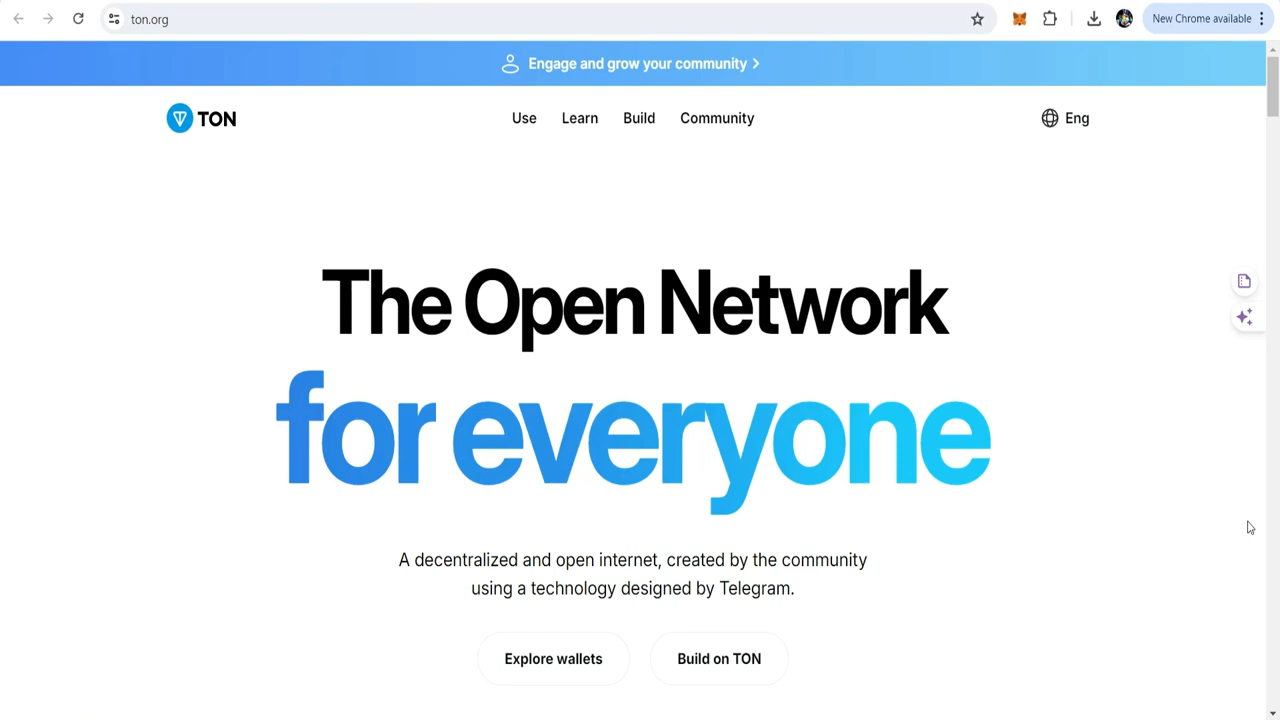 ton.org
New Chrome available
Engage and grow your community
TON
Use
Learn
Build
Community
Eng
The Open Network
for everyone
A decentralized and open internet, created by the community
using a technology designed by Telegram.
Explore wallets
Build on TON